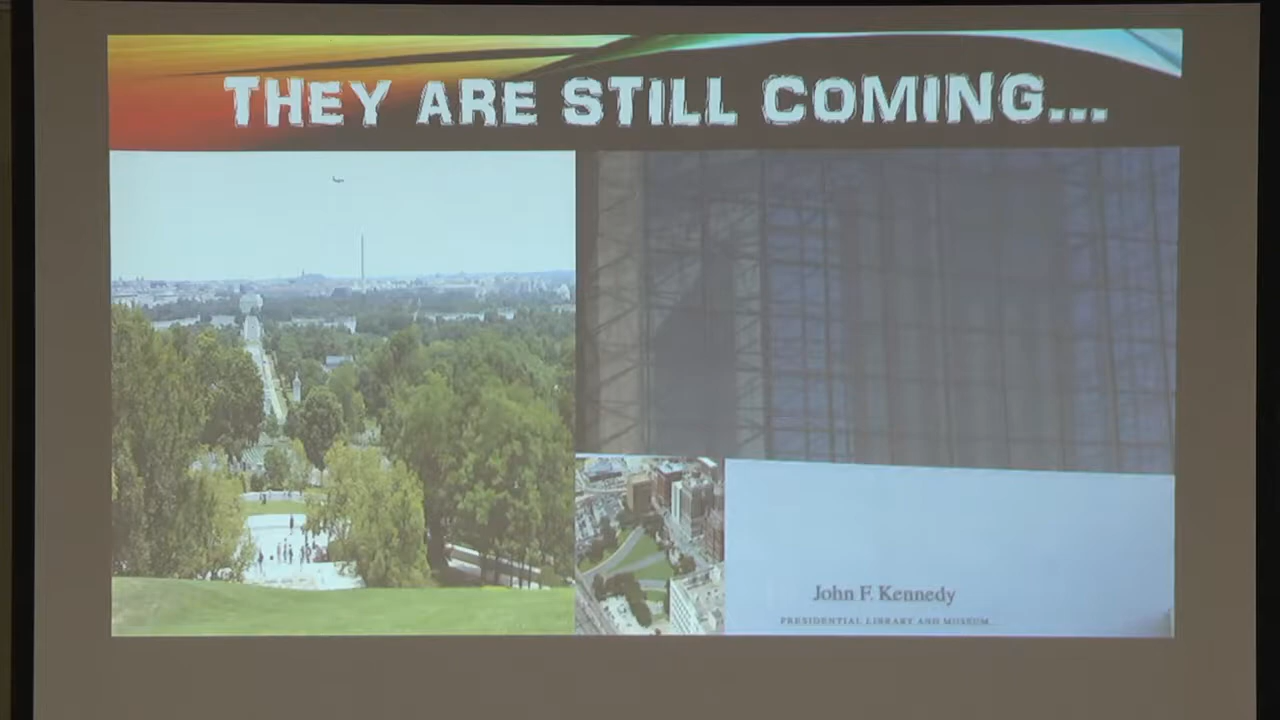 THEY ARE STILL COMING...
John F. Kennedy
PRESIDENTIAL LIBRARY AND MUSEUM